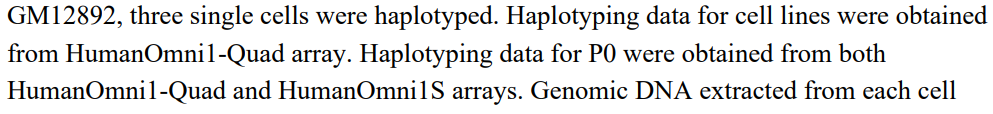 GM12892, three single cells were haplotyped. Haplotyping data for cell lines were obtained
from HumanOmni1-Quad array. Haplotyping data for P0 were obtained from both
HumanOmni1-Quad and HumanOmni1S arrays. Genomic DNA extracted from each cell